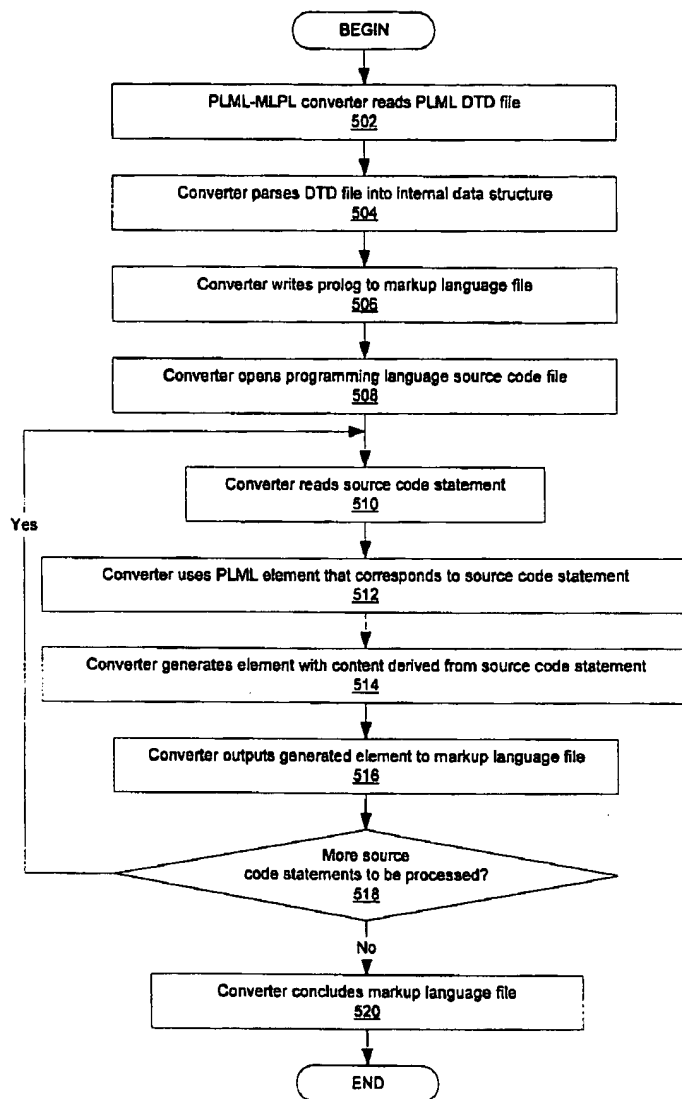 BEGIN
PLML-MLPL converter reads PLML DTD file
502
Converter parses DTD file into internal data structure
504
Converter writes prolog to markup language file
506
Converter opens programming language source code file
508
Converter reads source code statement
510
Yes
Converter uses PLML element that corresponds to source code statement
512
Converter generates element with content derived from source code statement
514
Converter outputs generated element to markup language file
516
More source
code statements to be processed?
518
No
Converter concludes markup language file
520
END